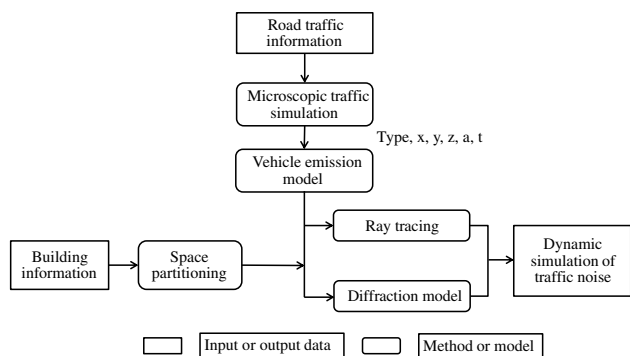 Road traffic
information
Microscopic traffic
simulation
Type, x, y, z, a, t
Vehicle emission
model
Ray tracing
Building
information
Space
partitioning
Dynamic
simulation of
traffic noise
Diffraction model
Input or output data
Method or model